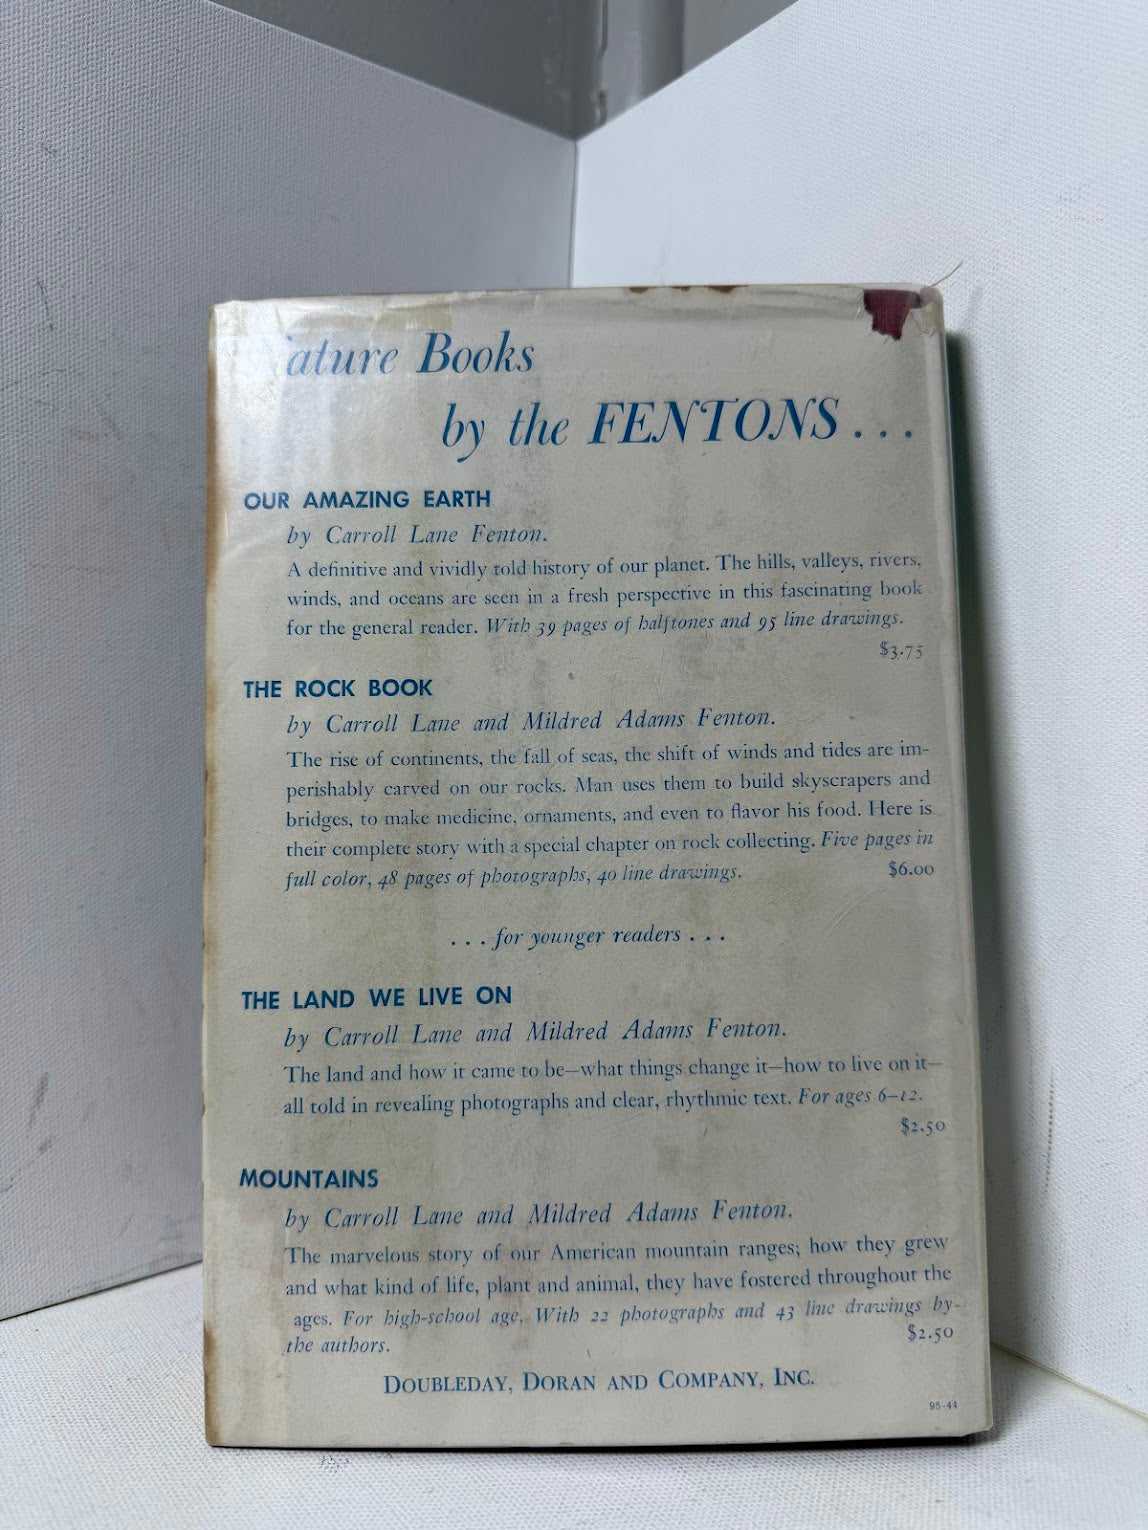 Nature Books
by the FENTONS...
OUR AMAZING EARTH
by Carroll Lane Fenton.
A definitive and vividly told history of our planet. The hills, valleys, rivers,
winds, and oceans are seen in a fresh perspective in this fascinating book
for the general reader. With 39 pages of halftones and 95 line drawings.
$3.75
THE ROCK BOOK
by Carroll Lane and Mildred Adams Fenton.
The rise of continents, the fall of seas, the shift of winds and tides are im-
perishably carved on our rocks. Man uses them to build skyscrapers and
bridges, to make medicine, ornaments, and even to flavor his food. Here is
their complete story with a special chapter on rock collecting. Five pages in
full color, 48 pages of photographs, 40 line drawings. $6.00
...for younger readers...
THE LAND WE LIVE ON
by Carroll Lane and Mildred Adams Fenton.
The land and how it came to be—what things change it—how to live on it—
all told in revealing photographs and clear, rhythmic text. For ages 6–12.
$2.50
MOUNTAINS
by Carroll Lane and Mildred Adams Fenton.
The marvelous story of our American mountain ranges; how they grew
and what kind of life, plant and animal, they have fostered throughout the
ages. For high-school age. With 22 photographs and 43 line drawings by
the authors. $2.50
DOUBLEDAY, DORAN AND COMPANY, INC.
95-44